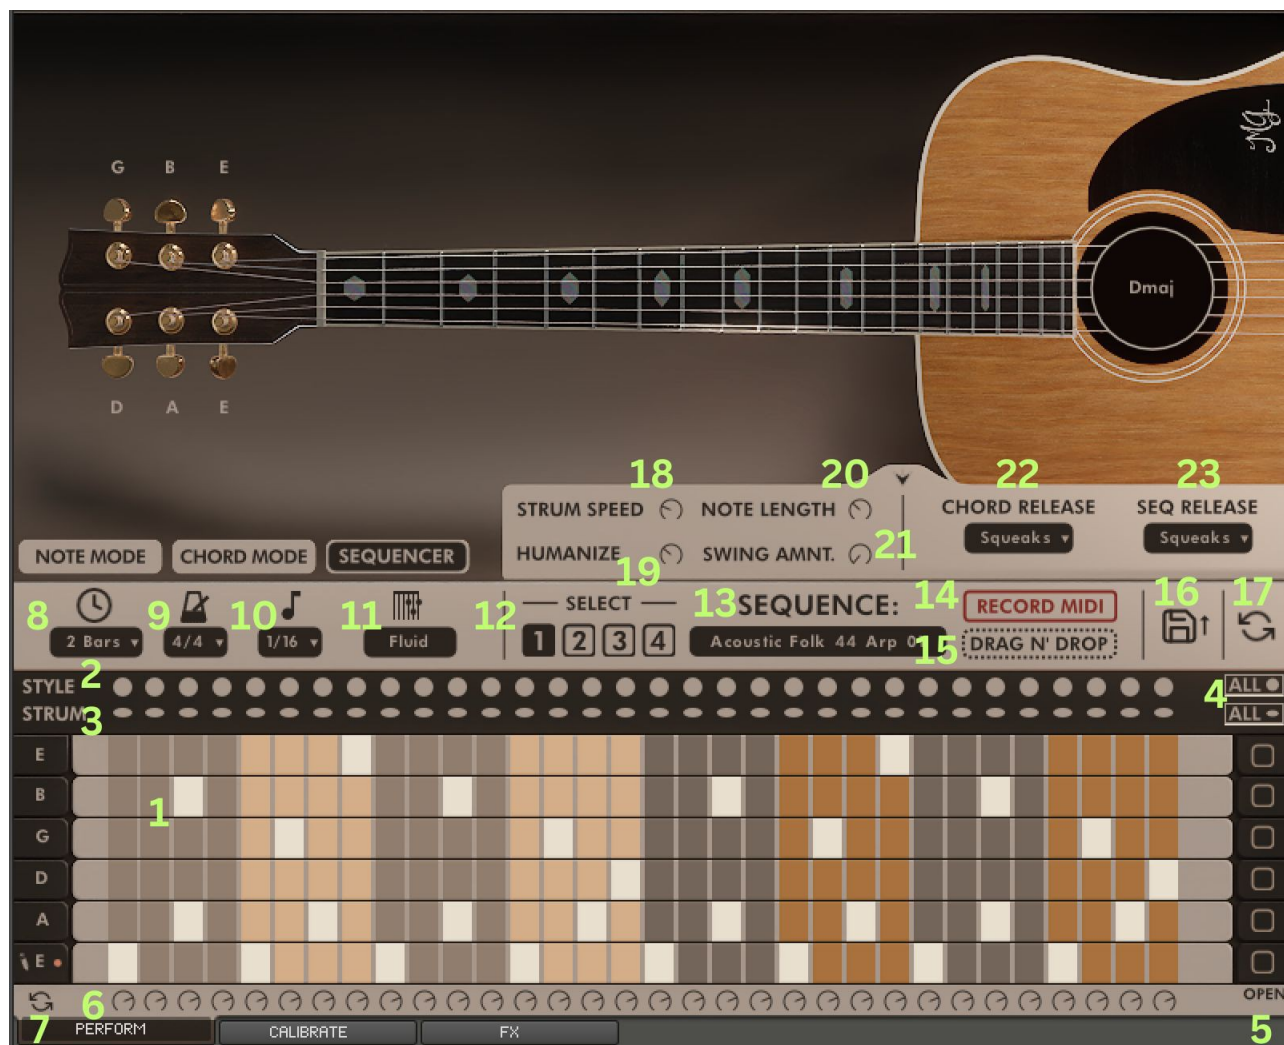 G B E
Dmaj
D A E
18 20 22 23
STRUM SPEED NOTE LENGTH CHORD RELEASE SEQ RELEASE
Squeaks Squeaks
NOTE MODE CHORD MODE SEQUENCER HUMANIZE SWING AMNT. 21
19
8 9 10 11 12 SELECT 13 SEQUENCE: 14 RECORD MIDI 16 17
2 Bars 4/4 1/16 Fluid 1 2 3 4 Acoustic Folk 44 Arp 15 DRAG N' DROP
STYLE 2 4 ALL
STRUM 3 ALL
E
B
1
G
D
A
E
6 OPEN
7 PERFORM CALIBRATE FX 5